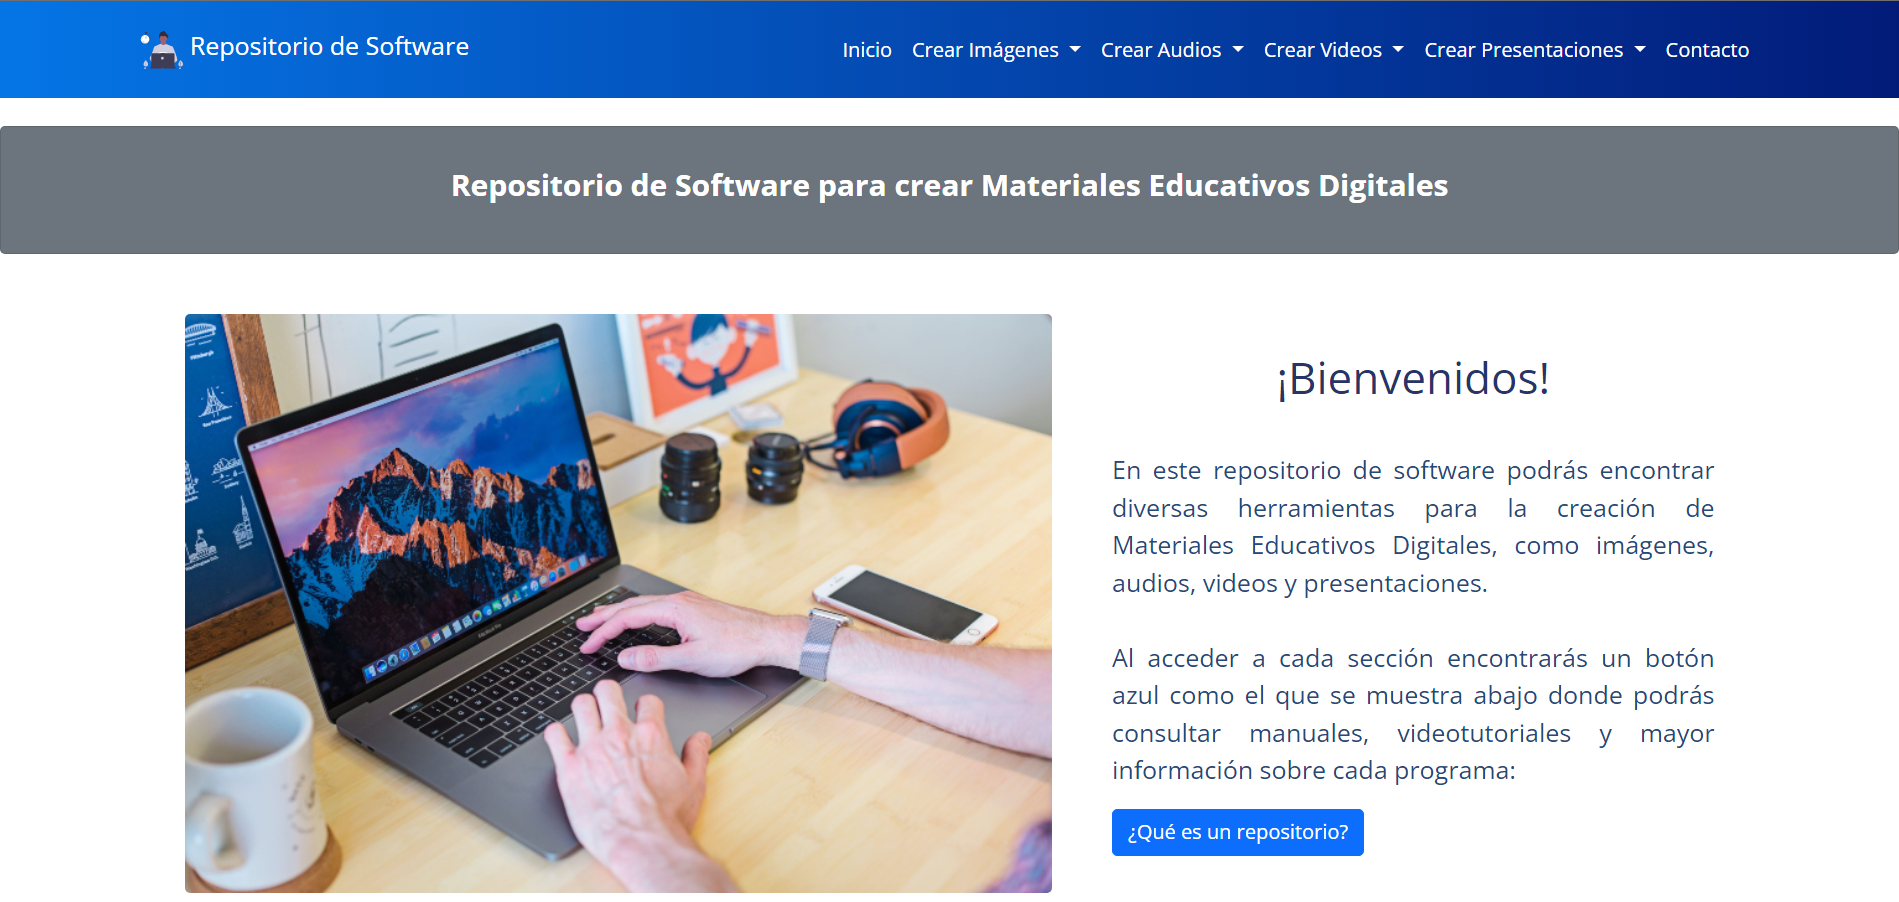 Repositorio de Software
Inicio Crear Imágenes Crear Audios Crear Videos Crear Presentaciones Contacto
Repositorio de Software para crear Materiales Educativos Digitales
¡Bienvenidos!
En este repositorio de software podrás encontrar
diversas herramientas para la creación de
Materiales Educativos Digitales, como imágenes,
audios, videos y presentaciones.
Al acceder a cada sección encontrarás un botón
azul como el que se muestra abajo donde podrás
consultar manuales, videotutoriales y mayor
información sobre cada programa:
¿Qué es un repositorio?